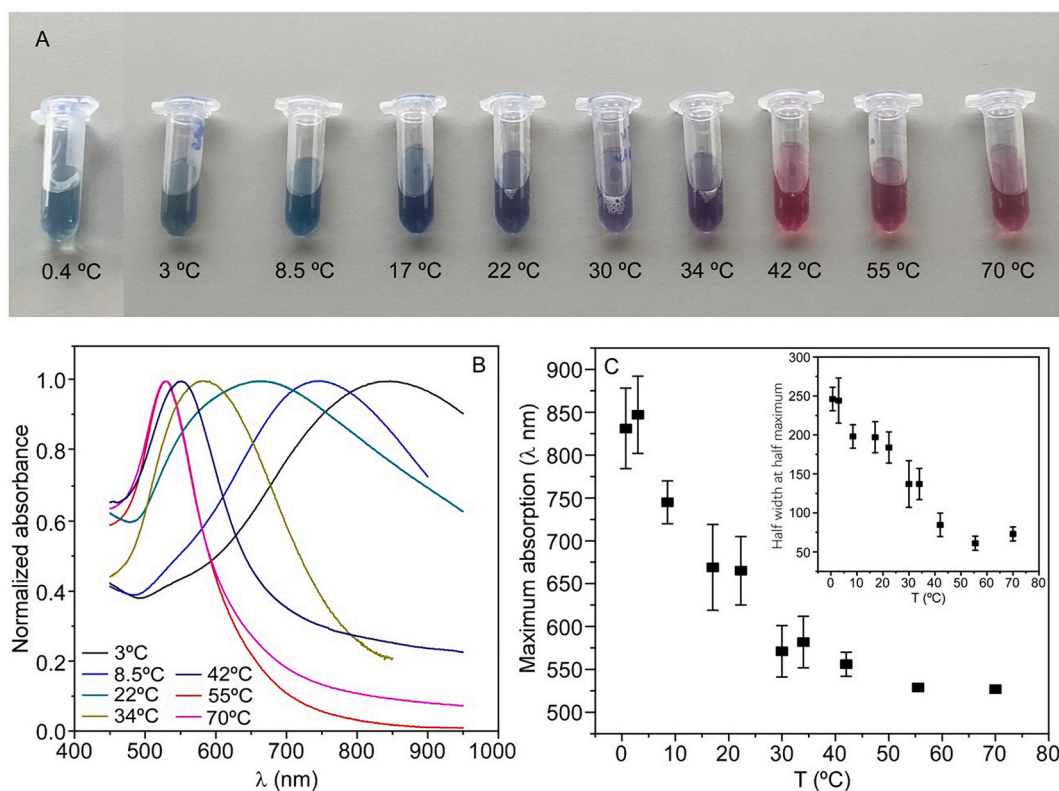 A
0.4 ºC 3 ºC 8.5 ºC 17 ºC 22 ºC 30 ºC 34 ºC 42 ºC 55 ºC 70 ºC
B
Normalized absorbance
1.0
0.8
0.6
0.4
0.2
0.0
3ºC
8.5ºC
22ºC
34ºC
42ºC
55ºC
70ºC
400 500 600 700 800 900 1000
λ (nm)
C
Maximum absorption (λ nm)
900
850
800
750
700
650
600
550
500
0 10 20 30 40 50 60 70 80
T (ºC)
Half width at half maximum
300
250
200
150
100
50
0 10 20 30 40 50 60 70 80
T (ºC)